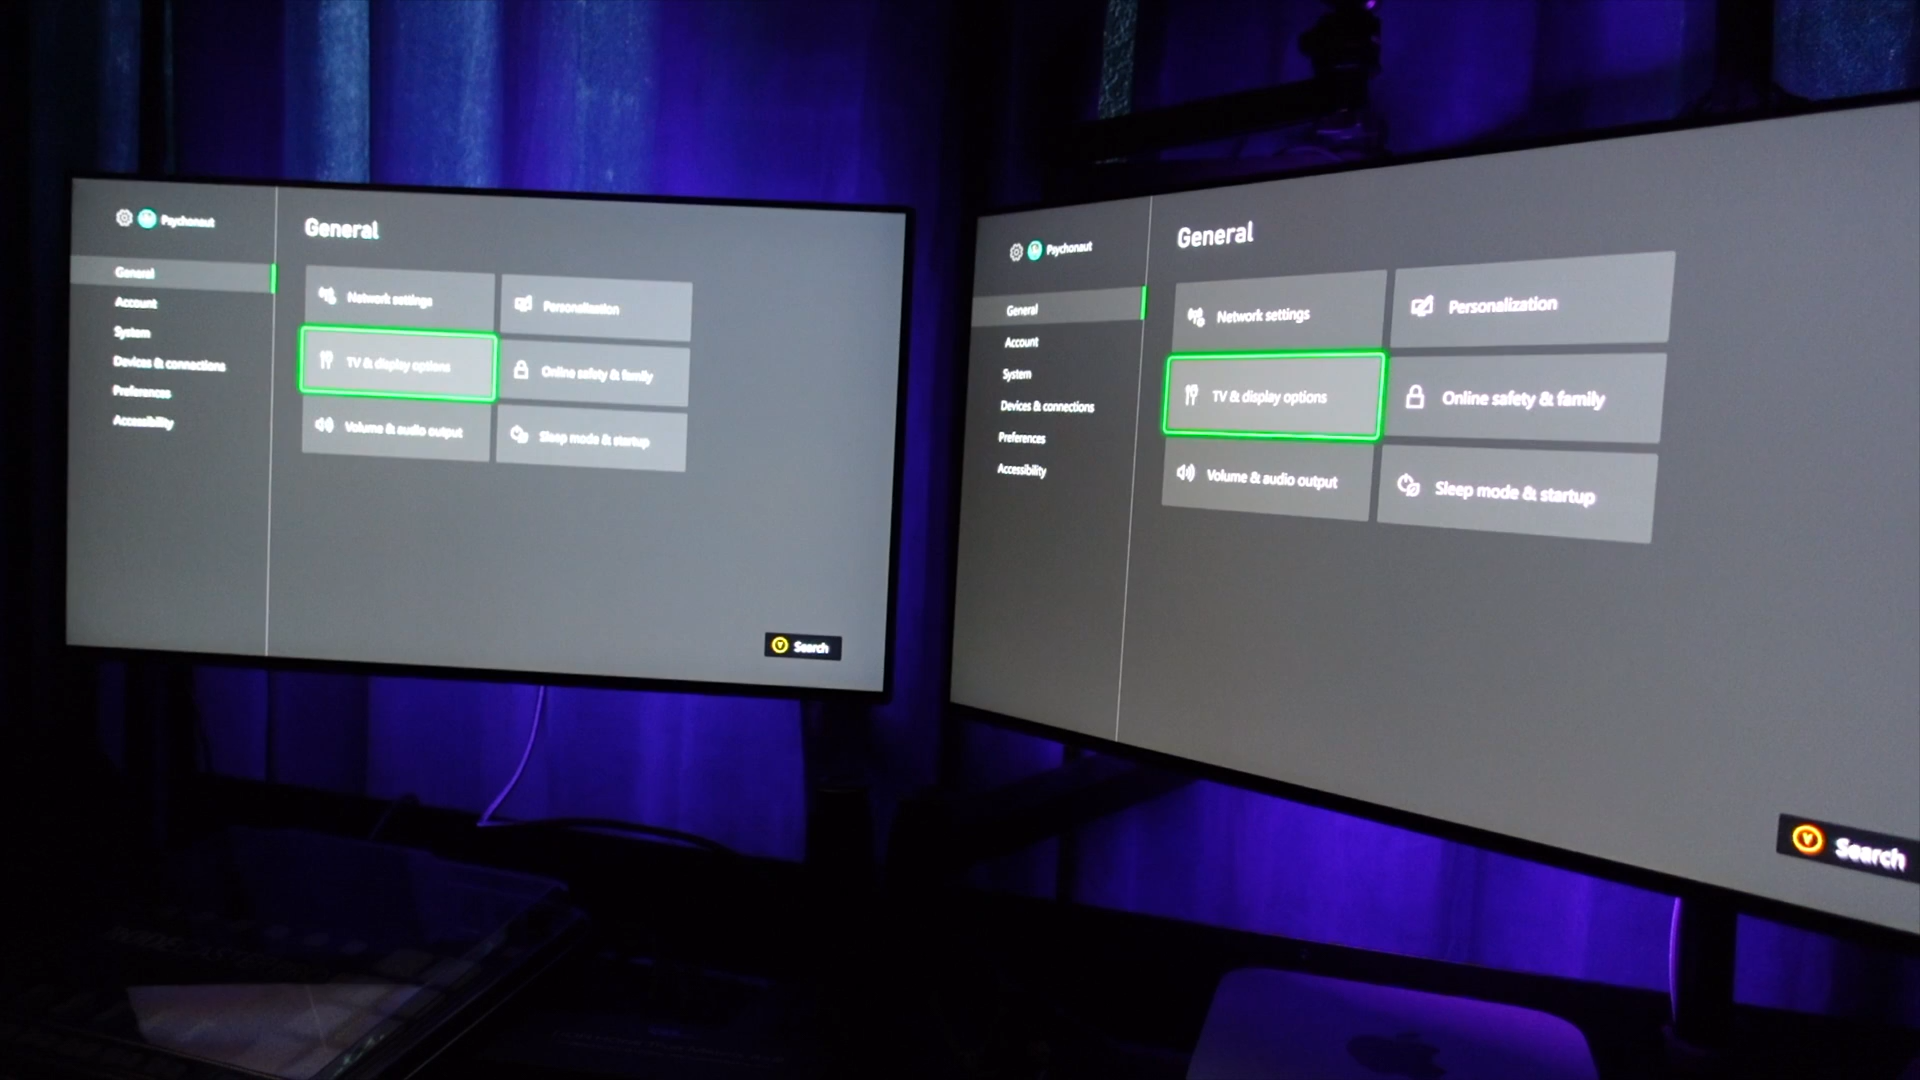 Psychonaut
General
Account
System
Devices & connections
Preferences
Accessibility
General
Network settings
Personalization
TV & display options
Online safety & family
Volume & audio output
Sleep mode & startup
Y Search
Psychonaut
General
Account
System
Devices & connections
Preferences
Accessibility
General
Network settings
Personalization
TV & display options
Online safety & family
Volume & audio output
Sleep mode & startup
Y Search